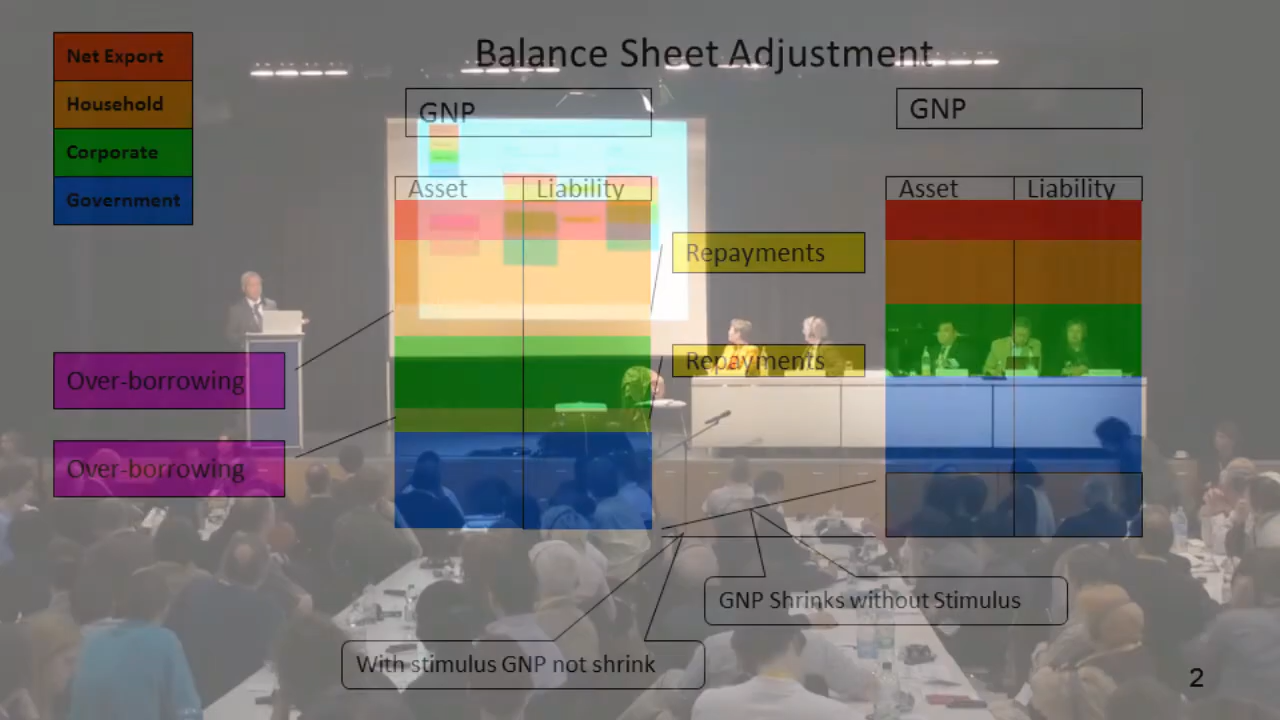 Balance Sheet Adjustment
Net Export
Household
Corporate
Government
GNP
GNP
Asset
Liability
Asset
Liability
Repayments
Repayments
Over-borrowing
Over-borrowing
GNP Shrinks without Stimulus
With stimulus GNP not shrink
2